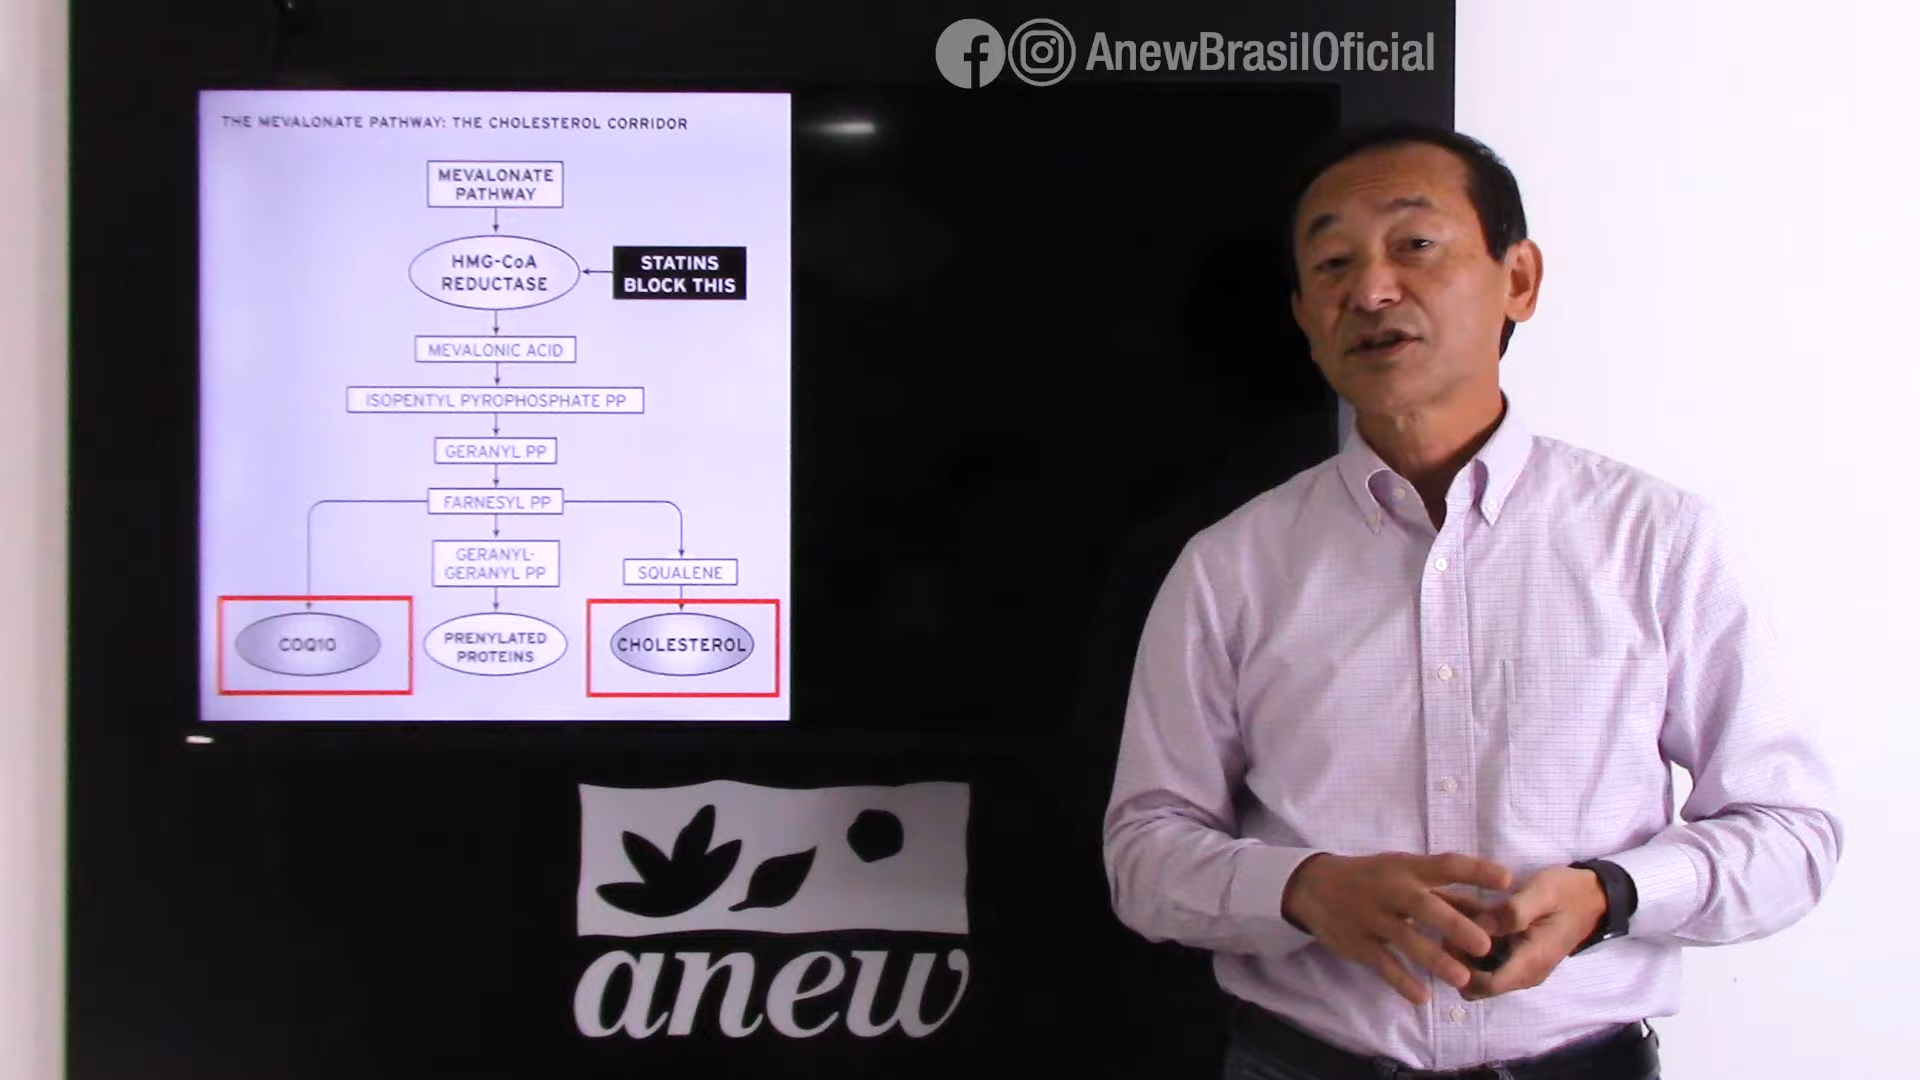 AnewBrasilOficial
THE MEVALONATE PATHWAY: THE CHOLESTEROL CORRIDOR
MEVALONATE
PATHWAY
HMG-CoA
REDUCTASE
STATINS
BLOCK THIS
MEVALONIC ACID
ISOPENTYL PYROPHOSPHATE PP
GERANYL PP
FARNESYL PP
GERANYL-
GERANYL PP
SQUALENE
COQ10
PRENYLATED
PROTEINS
CHOLESTEROL
anew